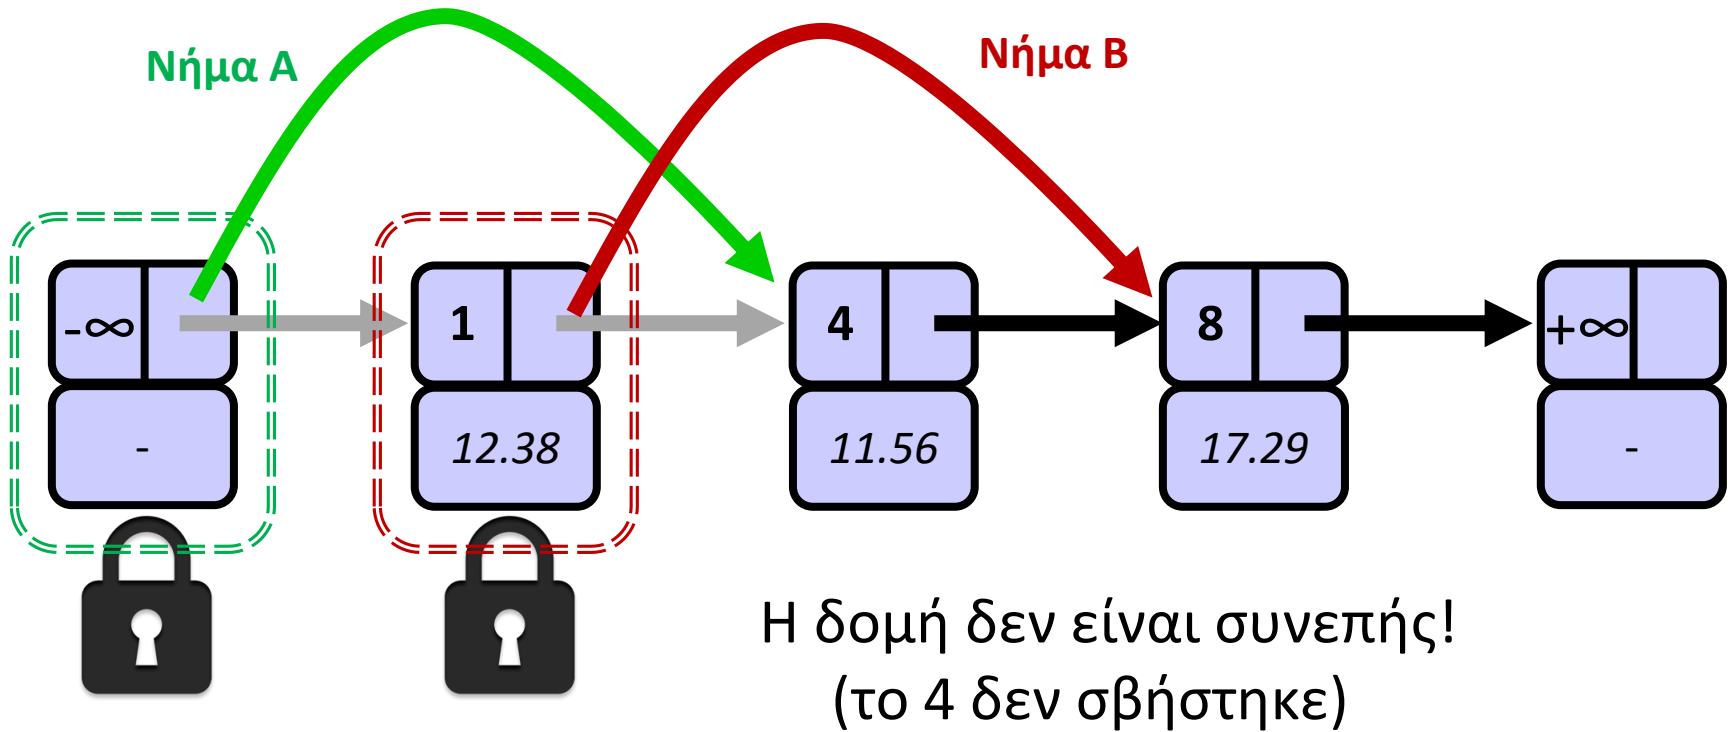 Νήμα Α
Νήμα Β
-∞
1
4
8
+∞
-
12.38
11.56
17.29
-
Η δομή δεν είναι συνεπής!
(το 4 δεν σβήστηκε)